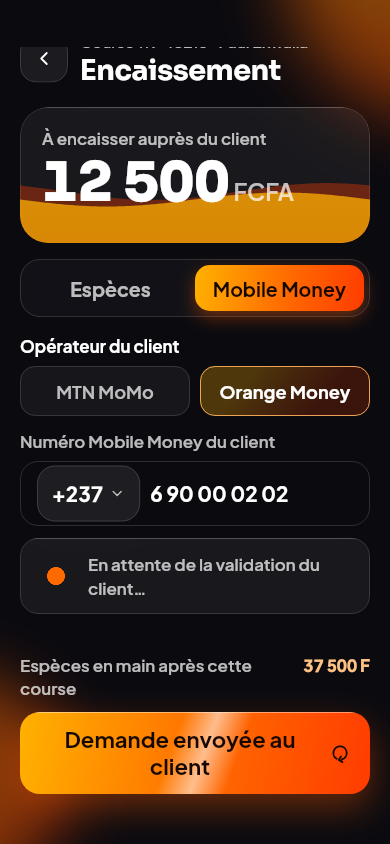 Encaissement
À encaisser auprès du client
12 500 FCFA
Espèces
Mobile Money
Opérateur du client
MTN MoMo
Orange Money
Numéro Mobile Money du client
+237
6 90 00 02 02
En attente de la validation du
client…
Espèces en main après cette
course
37 500 F
Demande envoyée au
client